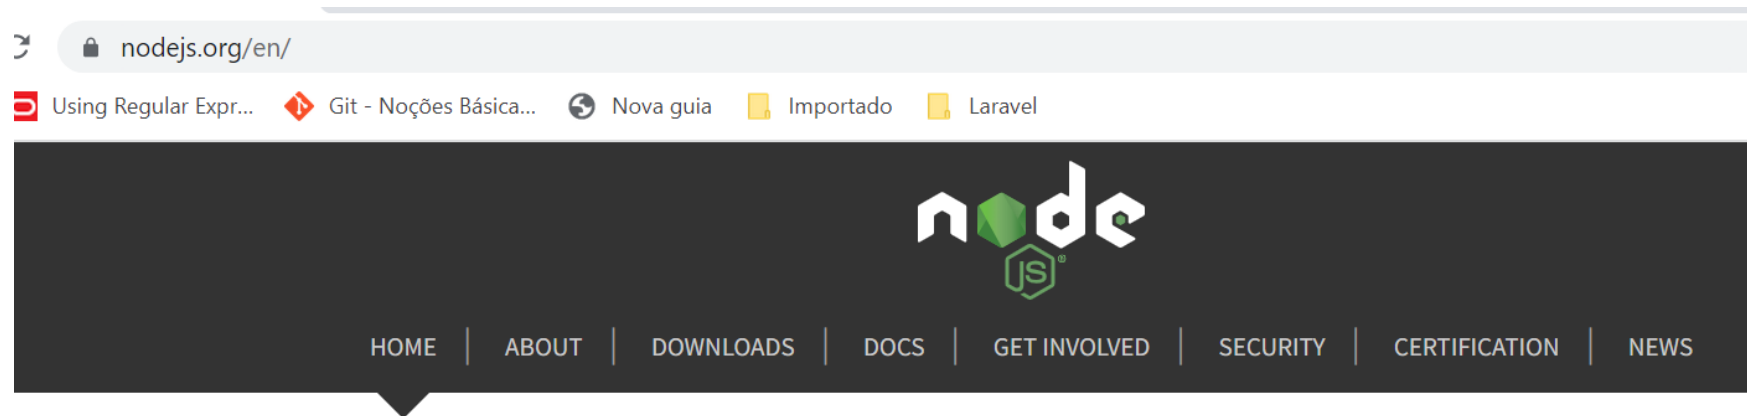 nodejs.org/en/
Using Regular Expr... Git - Noções Básica... Nova guia Importado Laravel
node
JS®
HOME ABOUT DOWNLOADS DOCS GET INVOLVED SECURITY CERTIFICATION NEWS